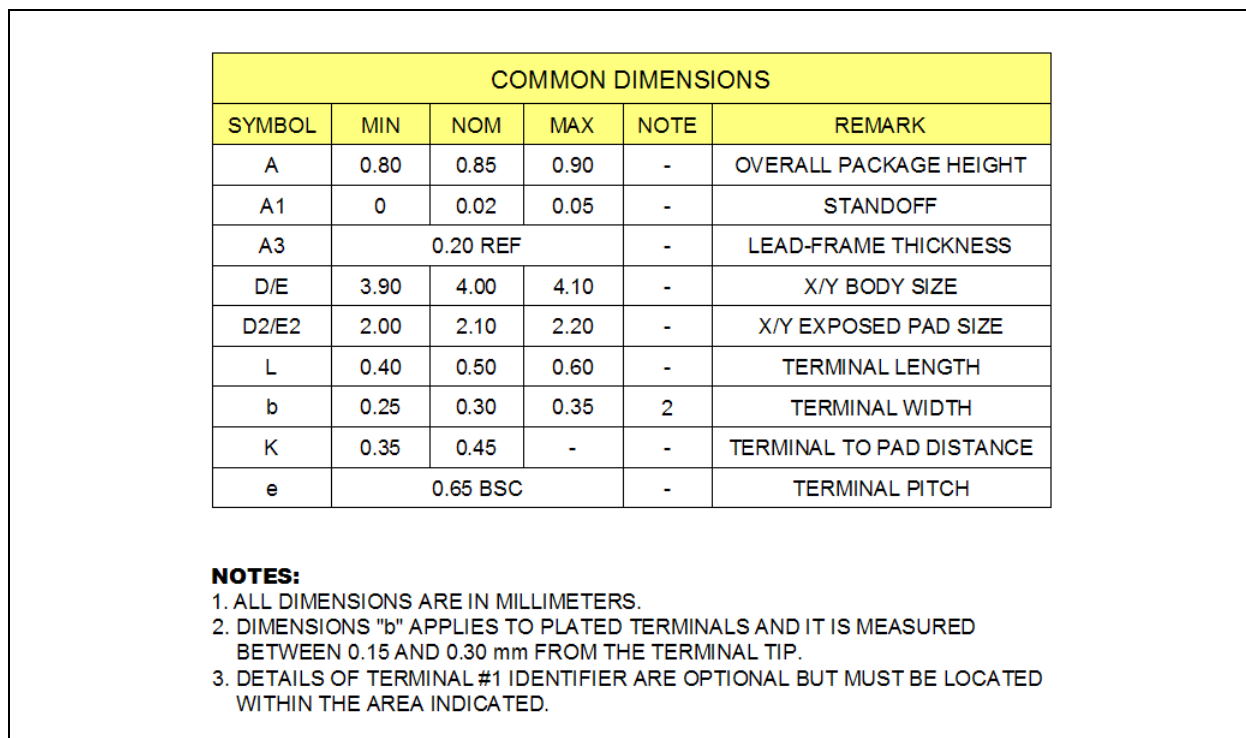 COMMON DIMENSIONS
SYMBOL MIN NOM MAX NOTE REMARK
A 0.80 0.85 0.90 - OVERALL PACKAGE HEIGHT
A1 0 0.02 0.05 - STANDOFF
A3 0.20 REF - LEAD-FRAME THICKNESS
D/E 3.90 4.00 4.10 - X/Y BODY SIZE
D2/E2 2.00 2.10 2.20 - X/Y EXPOSED PAD SIZE
L 0.40 0.50 0.60 - TERMINAL LENGTH
b 0.25 0.30 0.35 2 TERMINAL WIDTH
K 0.35 0.45 - - TERMINAL TO PAD DISTANCE
e 0.65 BSC - TERMINAL PITCH
NOTES:
1. ALL DIMENSIONS ARE IN MILLIMETERS.
2. DIMENSIONS "b" APPLIES TO PLATED TERMINALS AND IT IS MEASURED
BETWEEN 0.15 AND 0.30 mm FROM THE TERMINAL TIP.
3. DETAILS OF TERMINAL #1 IDENTIFIER ARE OPTIONAL BUT MUST BE LOCATED
WITHIN THE AREA INDICATED.